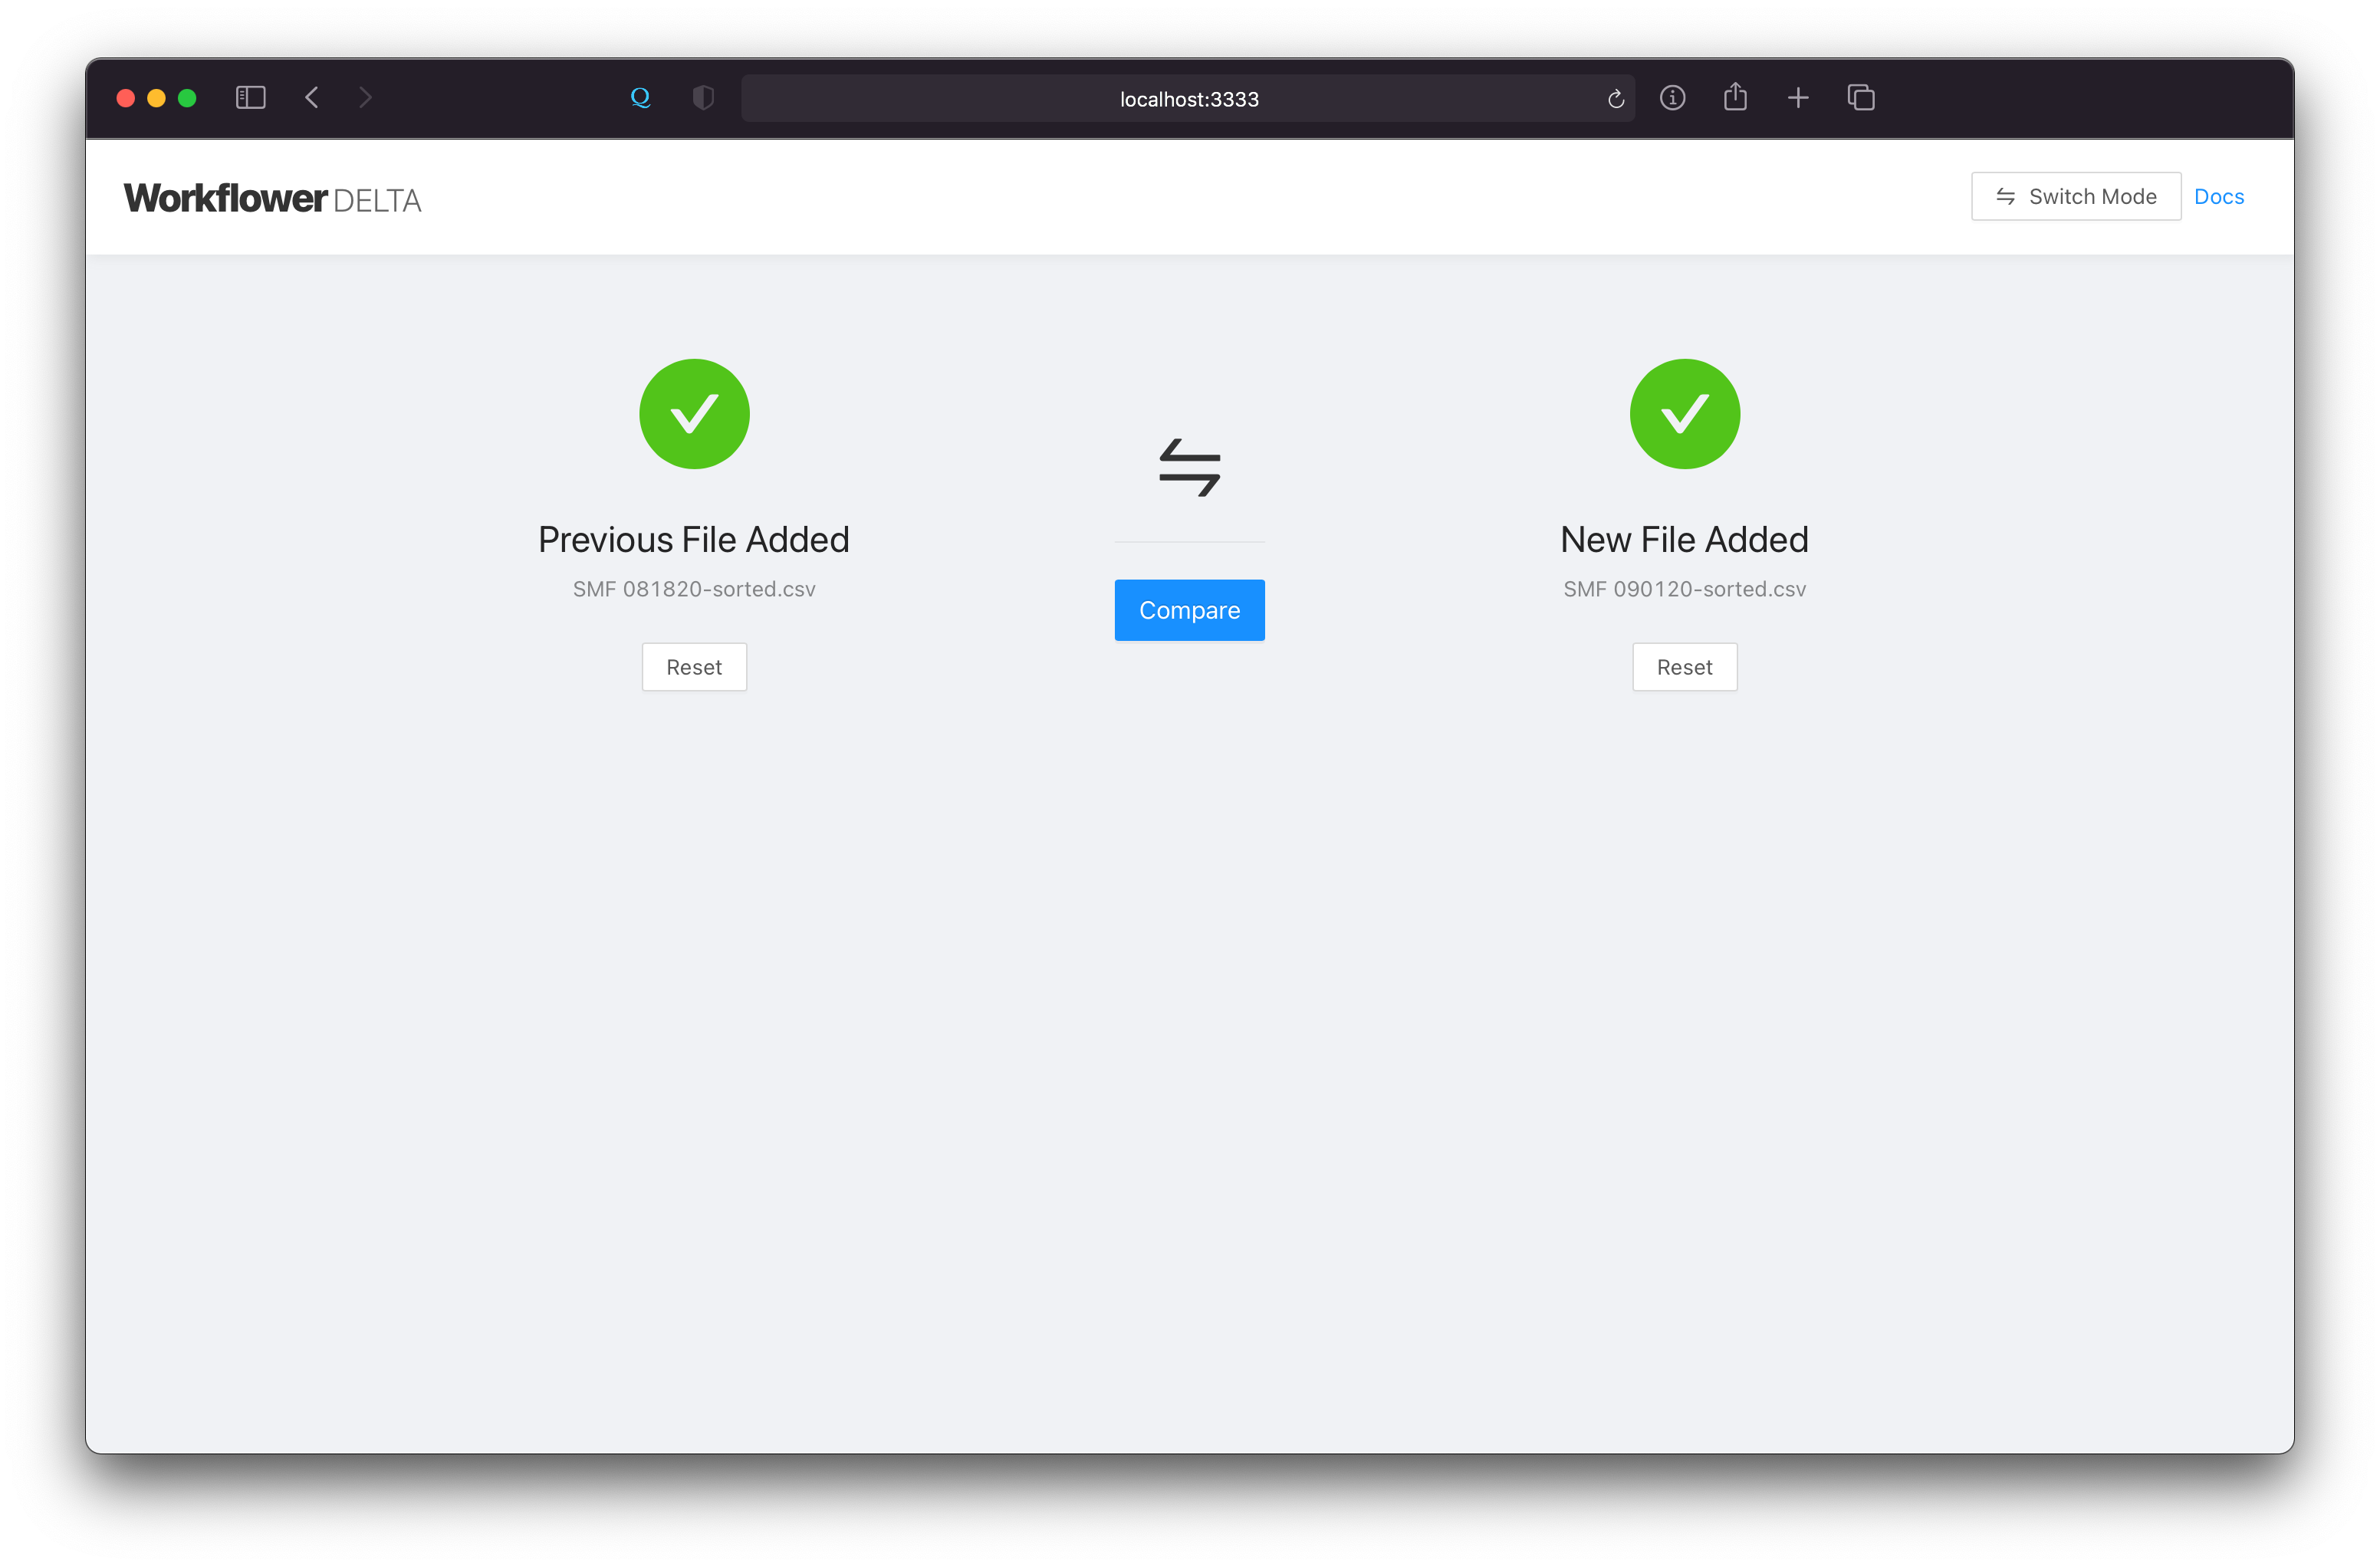 localhost:3333
Workflower DELTA
Switch Mode
Docs
Previous File Added
SMF 081820-sorted.csv
Reset
Compare
New File Added
SMF 090120-sorted.csv
Reset